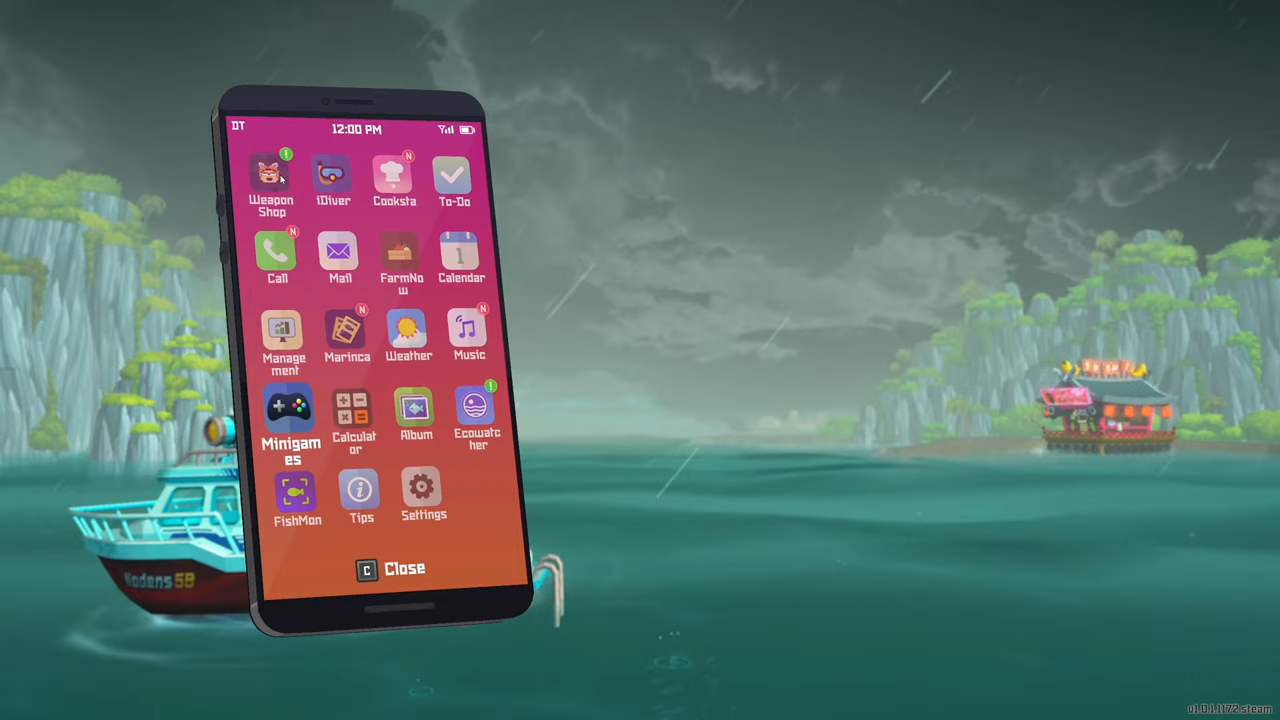 DT 12:00 PM
Weapon Shop
iDiver
Cooksta
To-Do
Call
Mail
FarmNo
w
Calendar
Manage
ment
Marinca
Weather
Music
Minigam
es
Calculat
or
Album
Ecowatc
her
FishMon
Tips
Settings
C Close
Nadens 68
v1.0.1.1172.steam